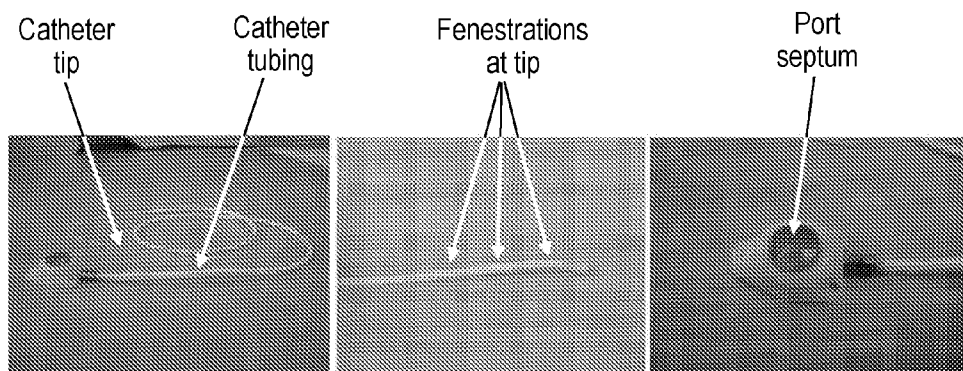 Catheter
tip
Catheter
tubing
Fenestrations
at tip
Port
septum